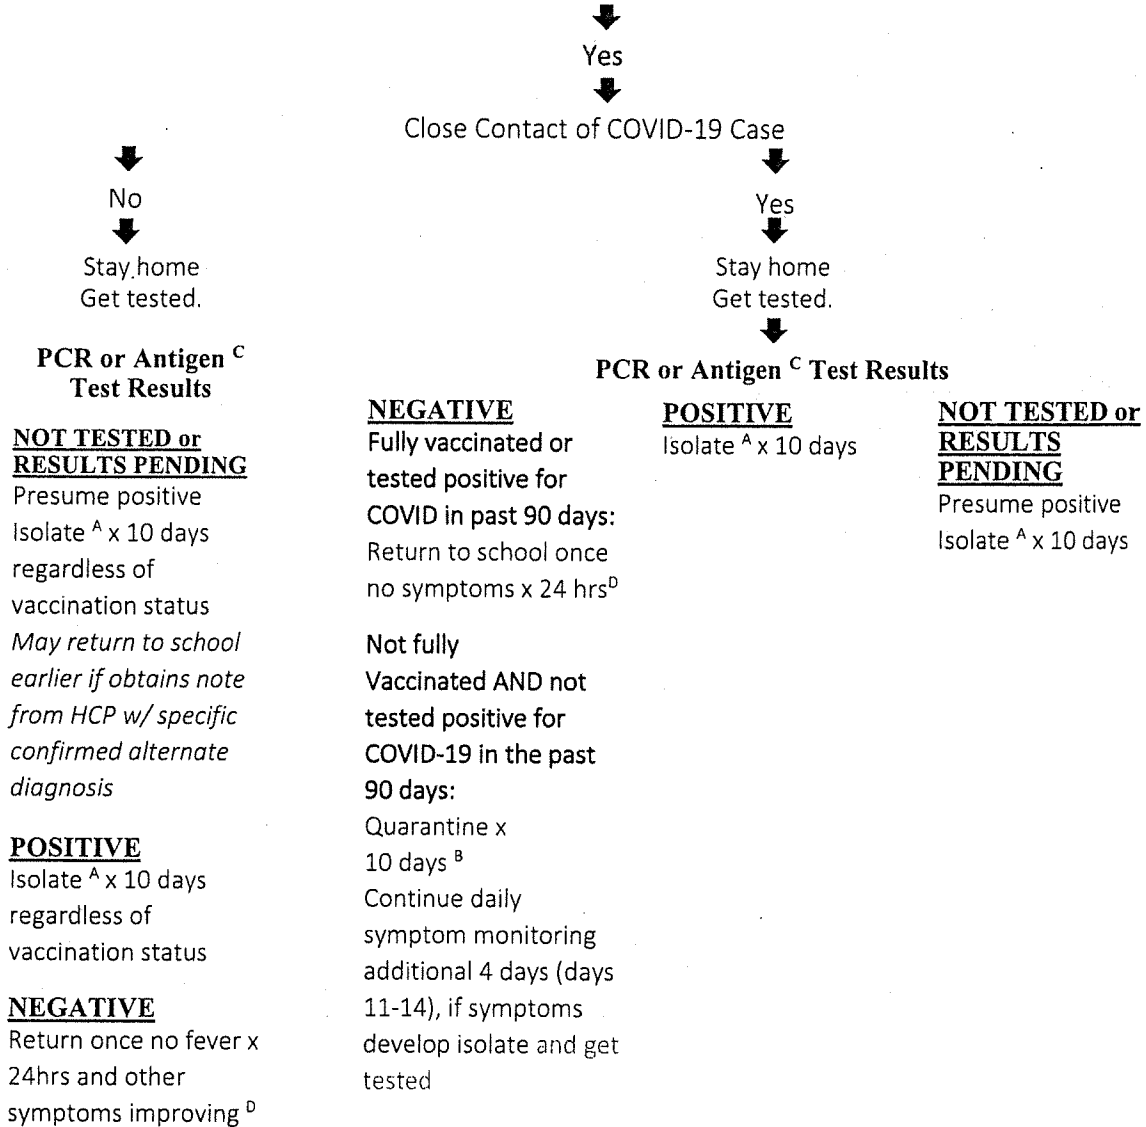 Yes
Close Contact of COVID-19 Case
No
Stay home
Get tested.
PCR or Antigen C
Test Results
NOT TESTED or
RESULTS PENDING
Presume positive
Isolate A x 10 days
regardless of
vaccination status
May return to school
earlier if obtains note
from HCP w/ specific
confirmed alternate
diagnosis
POSITIVE
Isolate A x 10 days
regardless of
vaccination status
NEGATIVE
Return once no fever x
24hrs and other
symptoms improving D
Yes
Stay home
Get tested.
PCR or Antigen C Test Results
NEGATIVE
Fully vaccinated or
tested positive for
COVID in past 90 days:
Return to school once
no symptoms x 24 hrsD
Not fully
Vaccinated AND not
tested positive for
COVID-19 in the past
90 days:
Quarantine x
10 days B
Continue daily
symptom monitoring
additional 4 days (days
11-14), if symptoms
develop isolate and get
tested
POSITIVE
Isolate A x 10 days
NOT TESTED or
RESULTS
PENDING
Presume positive
Isolate A x 10 days